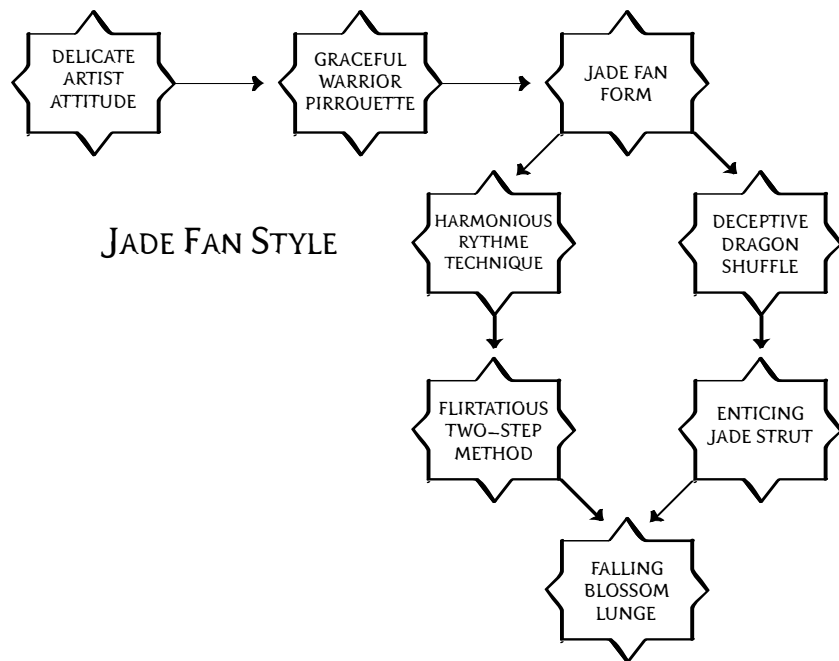 DELICATE
ARTIST
ATTITUDE
GRACEFUL
WARRIOR
PIRROUETTE
JADE FAN
FORM
JADE FAN STYLE
HARMONIOUS
RYTHME
TECHNIQUE
DECEPTIVE
DRAGON
SHUFFLE
FLIRTATIOUS
TWO-STEP
METHOD
ENTICING
JADE STRUT
FALLING
BLOSSOM
LUNGE